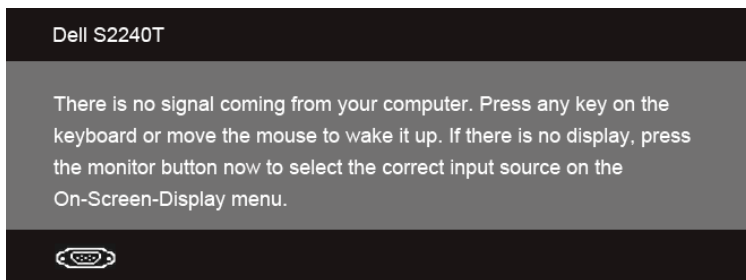 Dell S2240T
There is no signal coming from your computer. Press any key on the
keyboard or move the mouse to wake it up. If there is no display, press
the monitor button now to select the correct input source on the
On-Screen-Display menu.